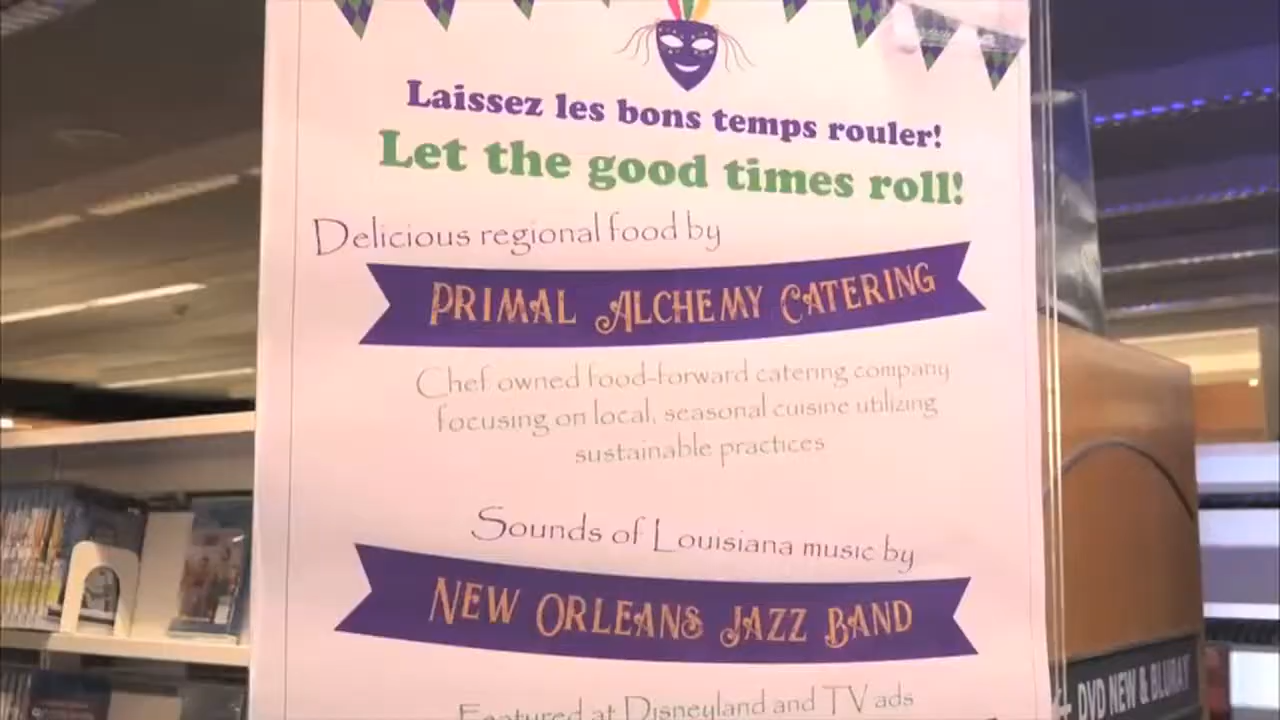 Laissez les bons temps rouler!
Let the good times roll!
Delicious regional food by
PRIMAL ALCHEMY CATERING
Chef owned food-forward catering company
focusing on local, seasonal cuisine utilizing
sustainable practices
Sounds of Louisiana music by
NEW ORLEANS JAZZ BAND
Featured at Disneyland and TV ads
DVD NEW & BLURAY